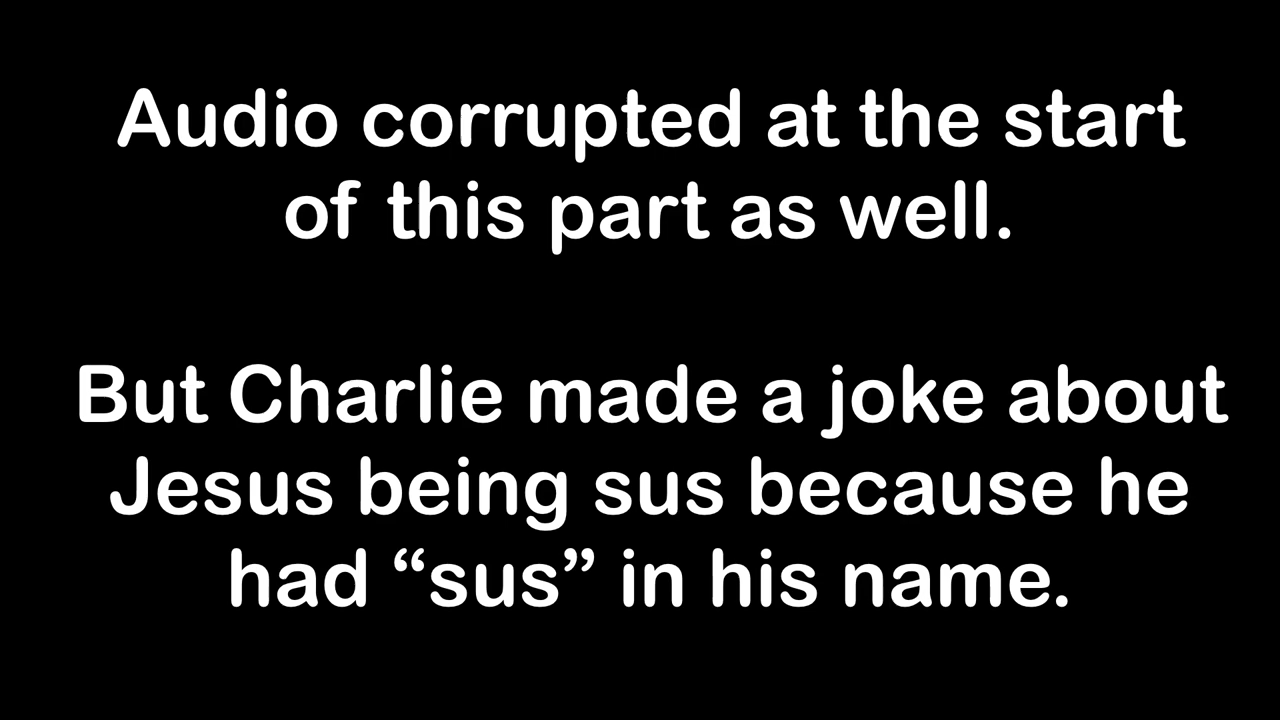 Audio corrupted at the start
of this part as well.
But Charlie made a joke about
Jesus being sus because he
had “sus” in his name.